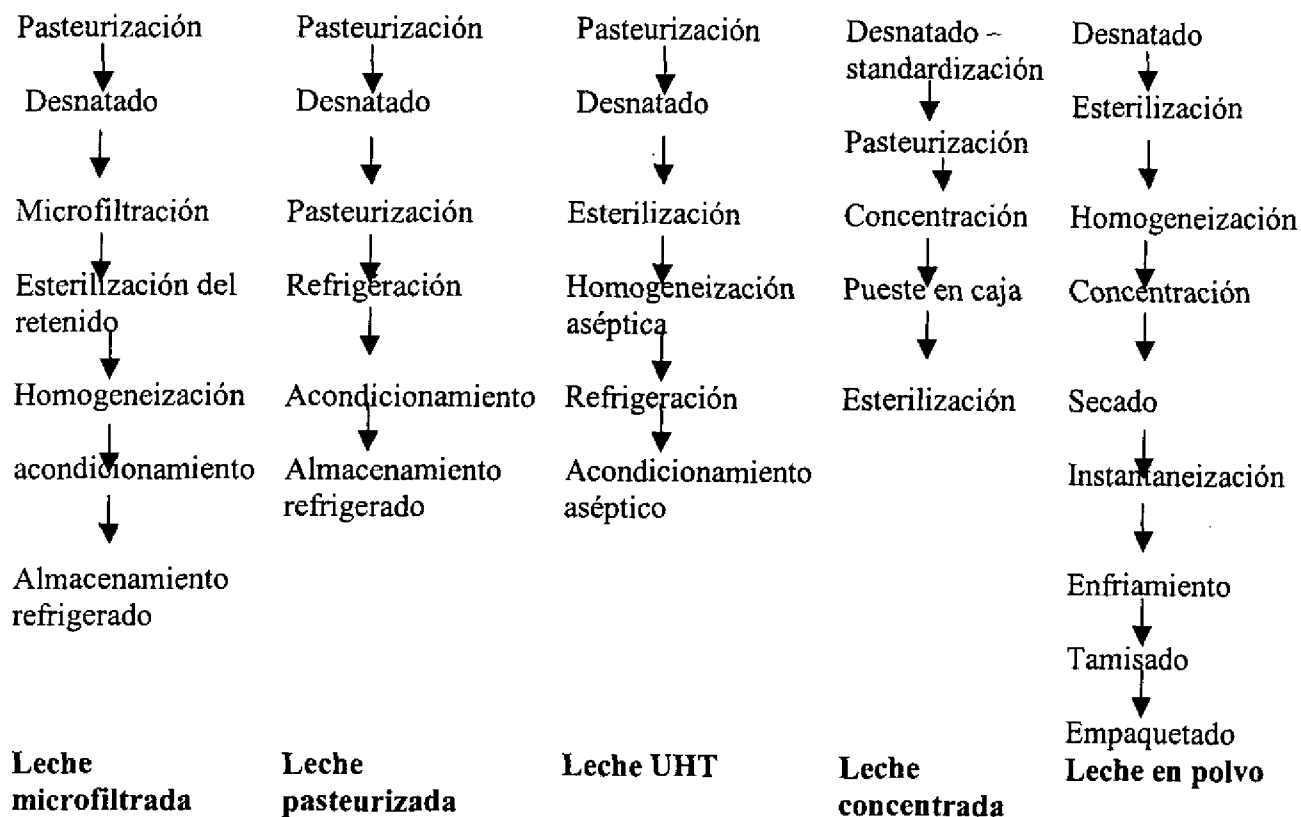 Pasteurización
Desnatado
Microfiltración
Esterilización del
retenido
Homogeneización
acondicionamiento
Almacenamiento
refrigerado
Leche
microfiltrada
Pasteurización
Desnatado
Pasteurización
Refrigeración
Acondicionamiento
Almacenamiento
refrigerado
Leche
pasteurizada
Pasteurización
Desnatado
Esterilización
Homogeneización
aséptica
Refrigeración
Acondicionamiento
aséptico
Leche UHT
Desnatado –
standardización
Pasteurización
Concentración
Pueste en caja
Esterilización
Leche
concentrada
Desnatado
Esterilización
Homogeneización
Concentración
Secado
Instantaneización
Enfriamiento
Tamisado
Empaquetado
Leche en polvo